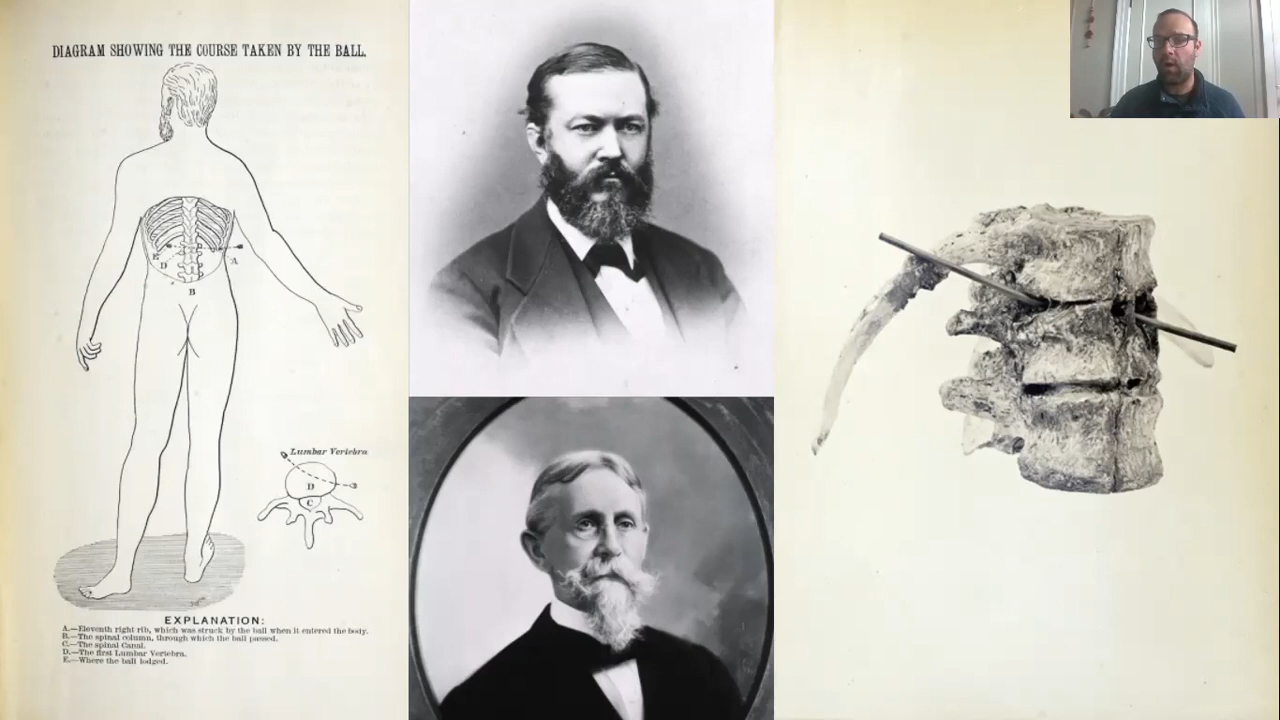 DIAGRAM SHOWING THE COURSE TAKEN BY THE BALL.
E
D
A
B
Lumbar Vertebra
D
C
EXPLANATION:
A.—Eleventh right rib, which was struck by the ball when it entered the body.
B.—The spinal column, through which the ball passed.
C.—The spinal Canal.
D.—The first Lumbar Vertebra.
E.—Where the ball lodged.